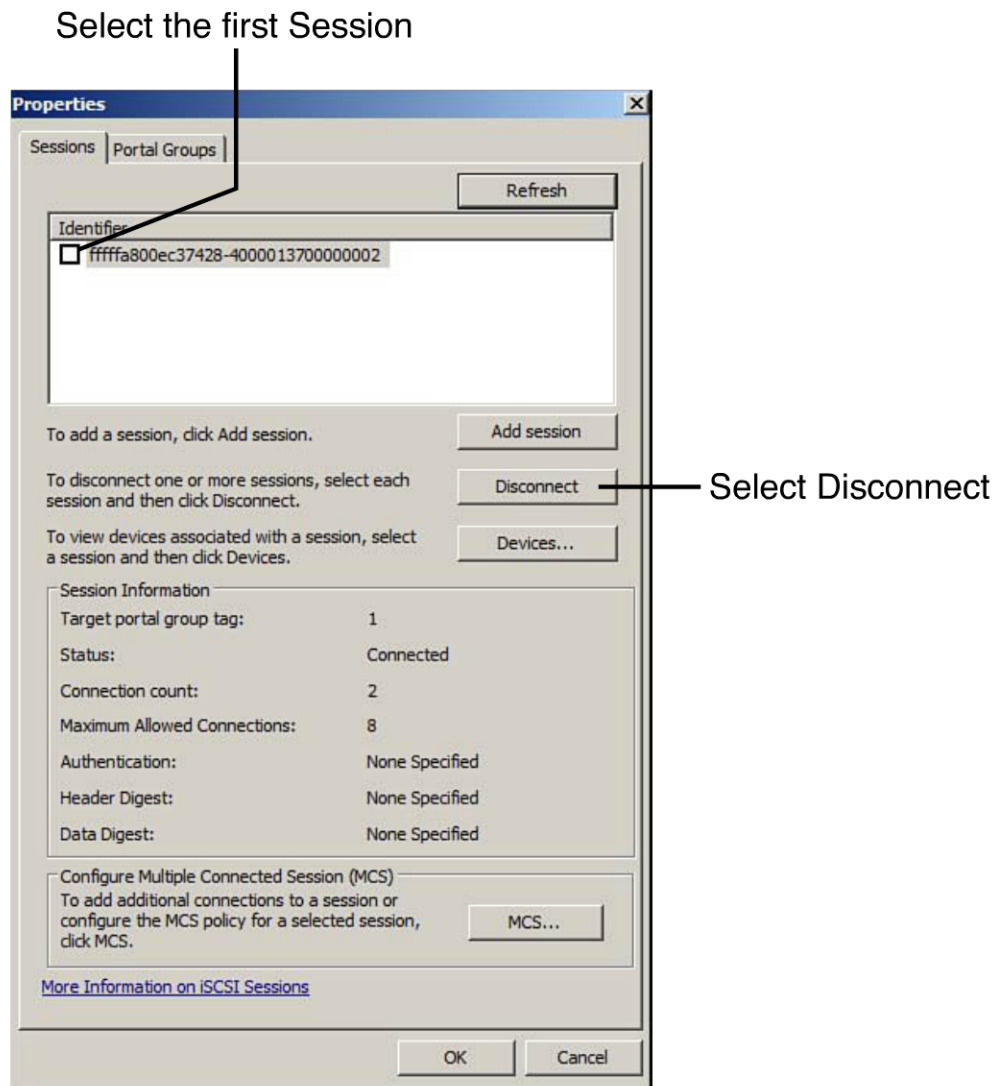 Select the first Session
Properties
Sessions
Portal Groups
Refresh
Identifier
fffffa800ec37428-4000013700000002
To add a session, click Add session.
Add session
To disconnect one or more sessions, select each
session and then click Disconnect.
Disconnect
Select Disconnect
To view devices associated with a session, select
a session and then click Devices.
Devices...
Session Information
Target portal group tag: 1
Status: Connected
Connection count: 2
Maximum Allowed Connections: 8
Authentication: None Specified
Header Digest: None Specified
Data Digest: None Specified
Configure Multiple Connected Session (MCS)
To add additional connections to a session or
configure the MCS policy for a selected session,
click MCS.
MCS...
More Information on iSCSI Sessions
OK
Cancel